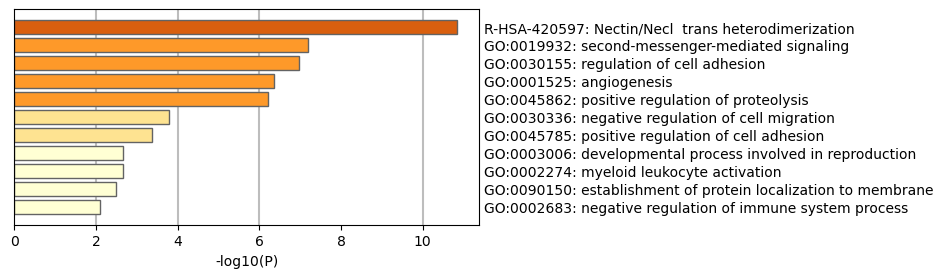 R-HSA-420597: Nectin/Necl  trans heterodimerization
GO:0019932: second-messenger-mediated signaling
GO:0030155: regulation of cell adhesion
GO:0001525: angiogenesis
GO:0045862: positive regulation of proteolysis
GO:0030336: negative regulation of cell migration
GO:0045785: positive regulation of cell adhesion
GO:0003006: developmental process involved in reproduction
GO:0002274: myeloid leukocyte activation
GO:0090150: establishment of protein localization to membrane
GO:0002683: negative regulation of immune system process
0 2 4 6 8 10
-log10(P)